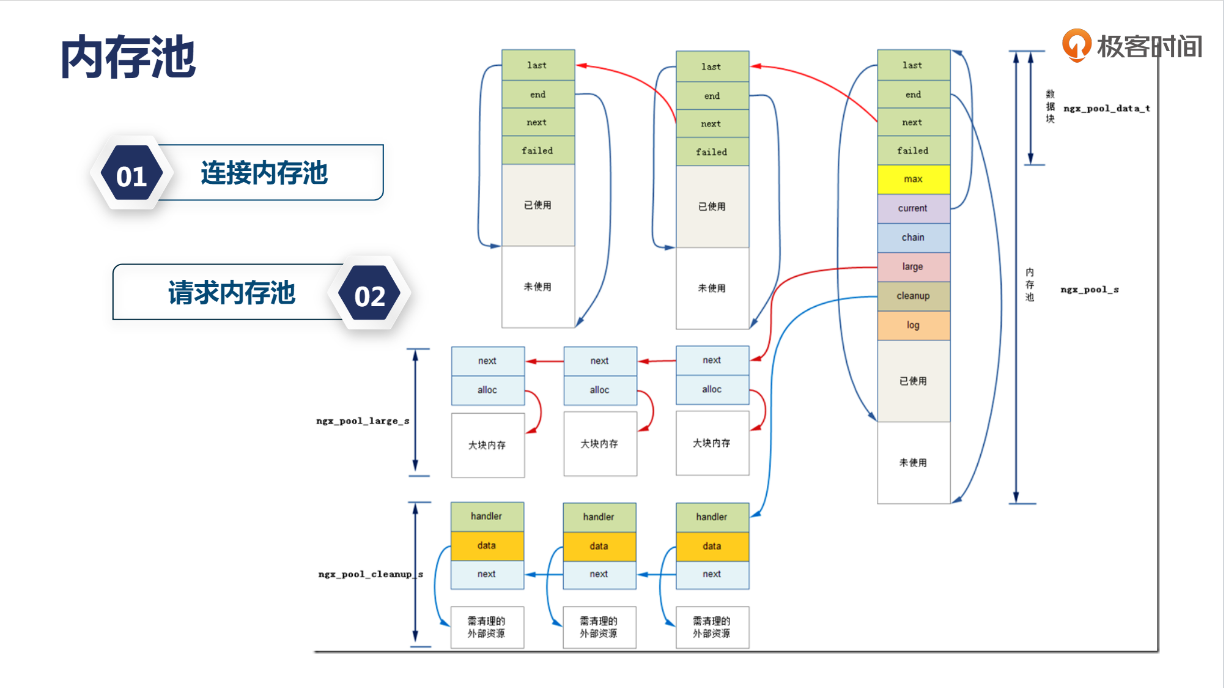 内存池
极客时间
01
连接内存池
请求内存池
02
last
end
next
failed
已使用
未使用
last
end
next
failed
已使用
未使用
last
end
next
failed
max
current
chain
large
cleanup
log
已使用
未使用
数据块
ngx_pool_data_t
内存池
ngx_pool_s
ngx_pool_large_s
next
alloc
大块内存
next
alloc
大块内存
next
alloc
大块内存
ngx_pool_cleanup_s
handler
data
next
需清理的
外部资源
handler
data
next
需清理的
外部资源
handler
data
next
需清理的
外部资源